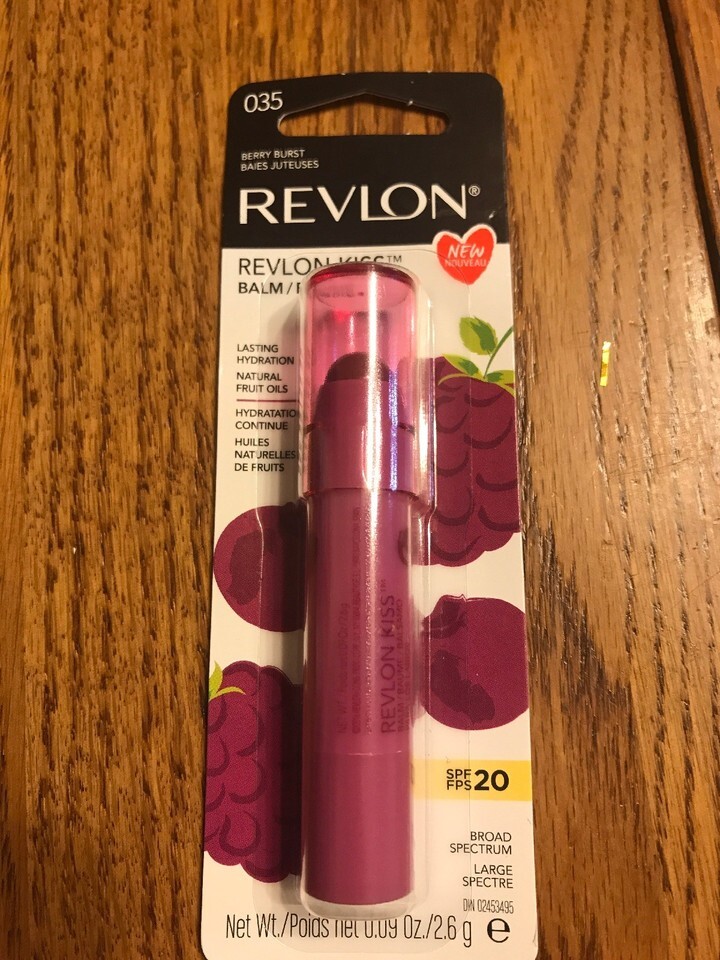 035
BERRY BURST
BAIES JUTEUSES
REVLON®
NEW
NOUVEAU
REVLON KISS™
BALM /
LASTING
HYDRATION
NATURAL
FRUIT OILS
HYDRATATIO
CONTINUE
HUILES
NATURELLES
DE FRUITS
REVLON KISS™
SPF
FPS 20
BROAD
SPECTRUM
LARGE
SPECTRE
DIN 02453495
Net Wt./Poids net 0.09 Oz./2.6 g e